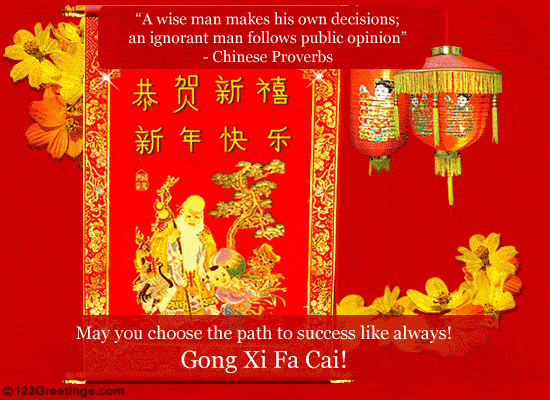 “A wise man makes his own decisions;
an ignorant man follows public opinion”
- Chinese Proverbs
恭贺新禧
新年快乐
May you choose the path to success like always!
Gong Xi Fa Cai!
©123Greetings.com